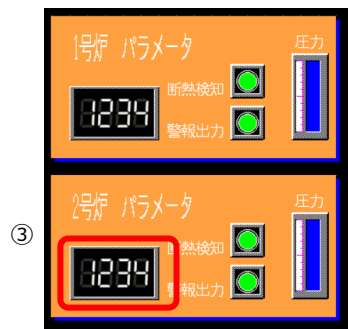 1号炉 パラメータ
圧力
断熱検知
1234
警報出力
2号炉 パラメータ
圧力
断熱検知
③
1234
警報出力